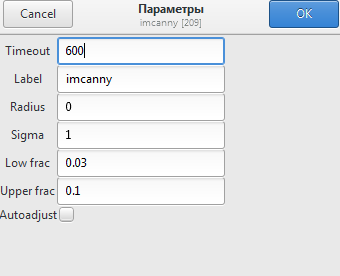 Cancel
Параметры
imcanny [209]
OK
Timeout 600
Label imcanny
Radius 0
Sigma 1
Low frac 0.03
Upper frac 0.1
Autoadjust